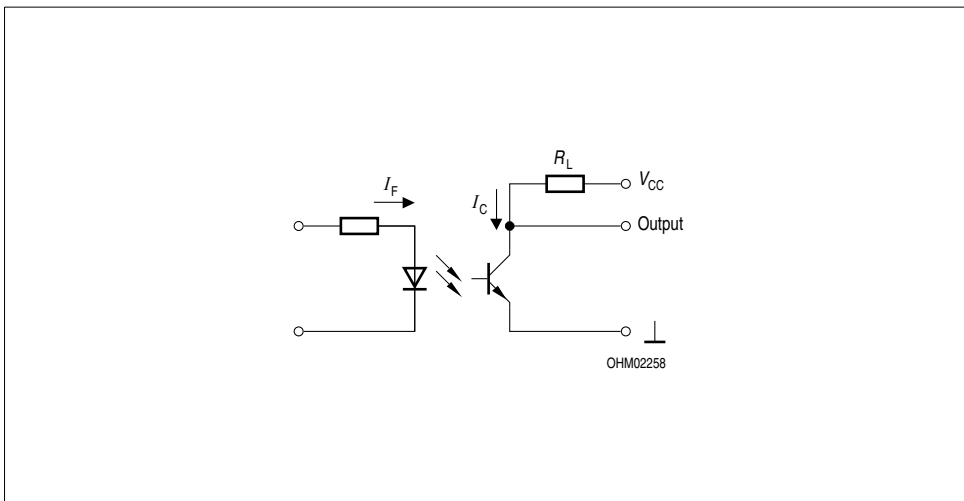 R_L
I_F
I_C
V_CC
Output
OHM02258